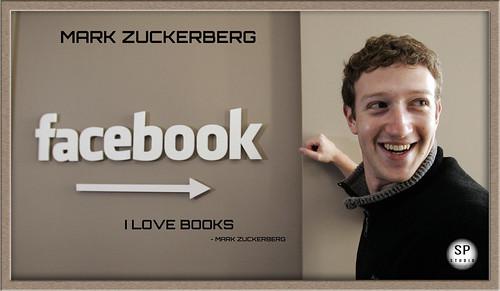 MARK ZUCKERBERG
facebook
I LOVE BOOKS
- MARK ZUCKERBERG
SP
STUDIO